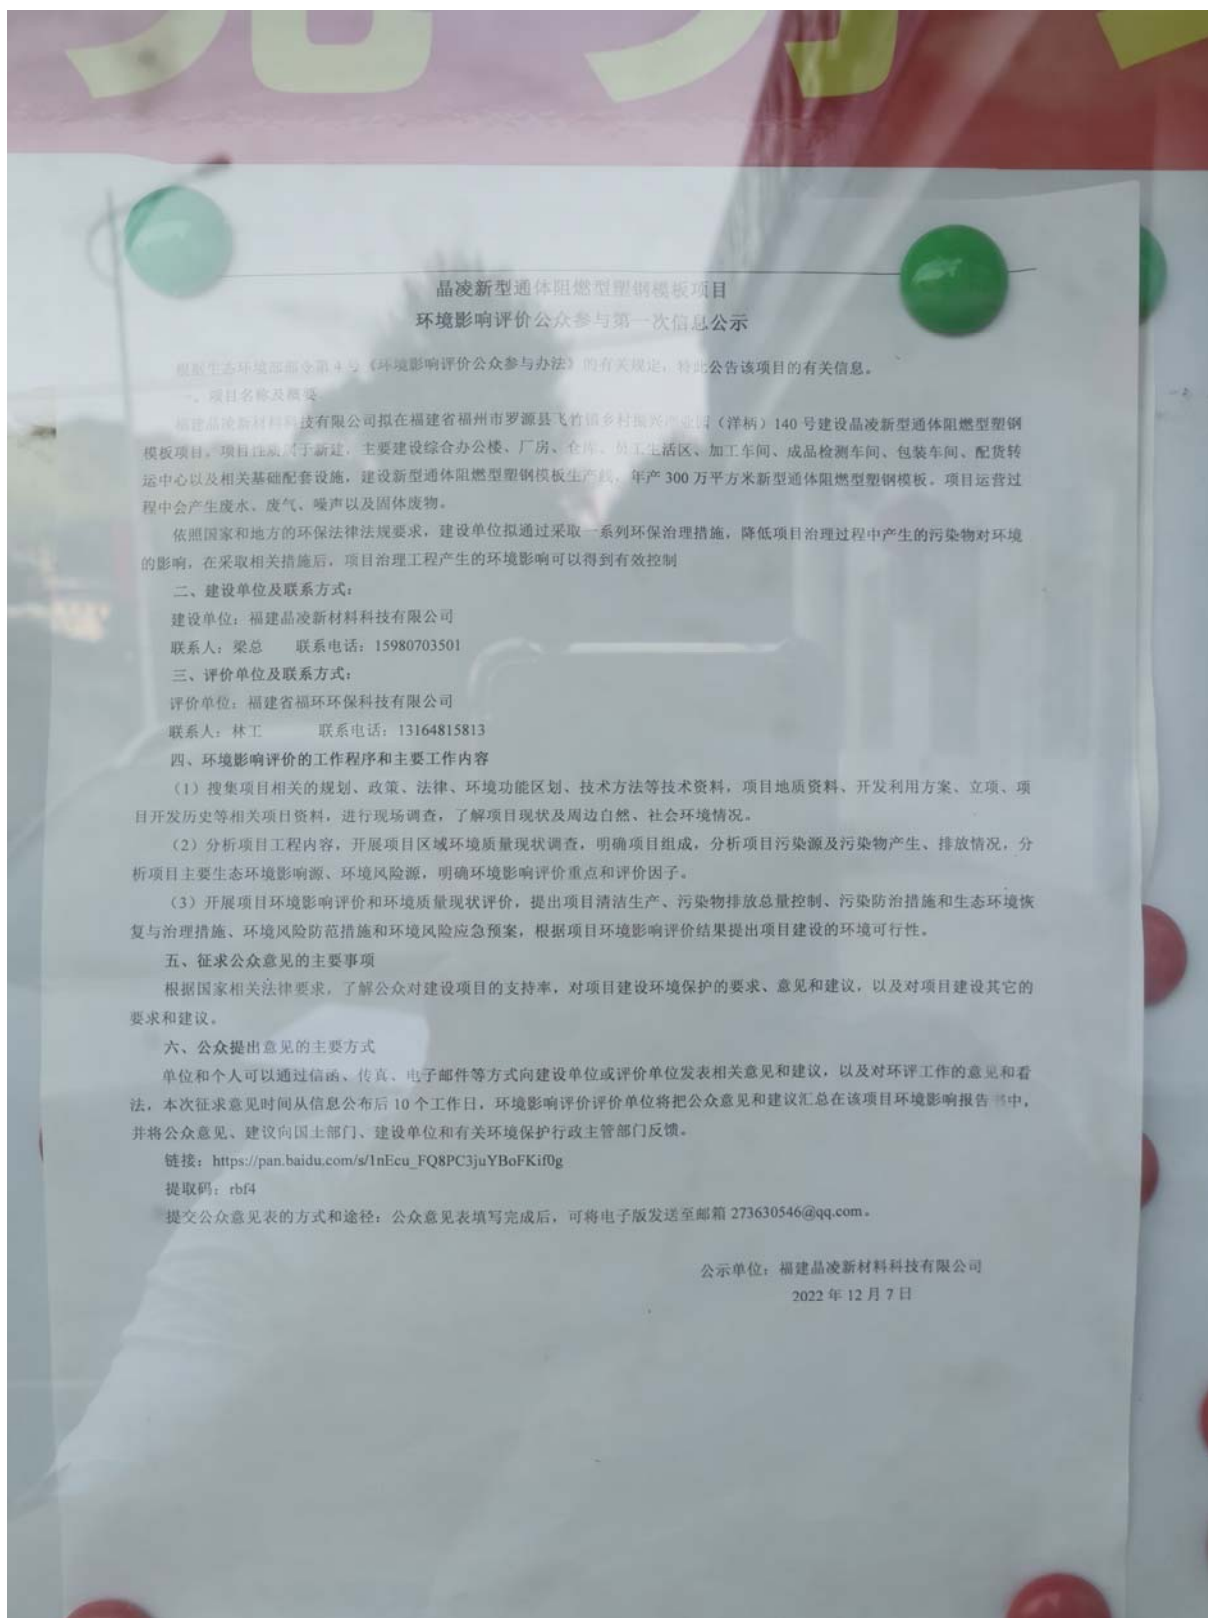 晶凌新型通体阻燃型塑钢模板项目
环境影响评价公众参与第一次信息公示
根据生态环境部部令第4号《环境影响评价公众参与办法》的有关规定，特此公告该项目的有关信息。
一、项目名称及概要
福建晶凌新材料科技有限公司拟在福建省福州市罗源县飞竹镇乡村振兴产业园（洋柄）140号建设晶凌新型通体阻燃型塑钢
模板项目。项目性质属于新建，主要建设综合办公楼、厂房、仓库、员工生活区、加工车间、成品检测车间、包装车间、配货转
运中心以及相关基础配套设施，建设新型通体阻燃型塑钢模板生产线，年产300万平方米新型通体阻燃型塑钢模板。项目运营过
程中会产生废水、废气、噪声以及固体废物。
依照国家和地方的环保法律法规要求，建设单位拟通过采取一系列环保治理措施，降低项目治理过程中产生的污染物对环境
的影响，在采取相关措施后，项目治理工程产生的环境影响可以得到有效控制
二、建设单位及联系方式：
建设单位：福建晶凌新材料科技有限公司
联系人：梁总 联系电话：15980703501
三、评价单位及联系方式：
评价单位：福建省福环环保科技有限公司
联系人：林工 联系电话：13164815813
四、环境影响评价的工作程序和主要工作内容
（1）搜集项目相关的规划、政策、法律、环境功能区划、技术方法等技术资料，项目地质资料、开发利用方案、立项、项
目开发历史等相关项目资料，进行现场调查，了解项目现状及周边自然、社会环境情况。
（2）分析项目工程内容，开展项目区域环境质量现状调查，明确项目组成，分析项目污染源及污染物产生、排放情况，分
析项目主要生态环境影响源、环境风险源，明确环境影响评价重点和评价因子。
（3）开展项目环境影响评价和环境质量现状评价，提出项目清洁生产、污染物排放总量控制、污染防治措施和生态环境恢
复与治理措施、环境风险防范措施和环境风险应急预案，根据项目环境影响评价结果提出项目建设的环境可行性。
五、征求公众意见的主要事项
根据国家相关法律要求，了解公众对建设项目的支持率，对项目建设环境保护的要求、意见和建议，以及对项目建设其它的
要求和建议。
六、公众提出意见的主要方式
单位和个人可以通过信函、传真、电子邮件等方式向建设单位或评价单位发表相关意见和建议，以及对环评工作的意见和看
法，本次征求意见时间从信息公布后10个工作日，环境影响评价评价单位将把公众意见和建议汇总在该项目环境影响报告书中，
并将公众意见、建议向国土部门、建设单位和有关环境保护行政主管部门反馈。
链接：https://pan.baidu.com/s/1nEcu_FQ8PC3juYBoFKif0g
提取码：rbf4
提交公众意见表的方式和途径：公众意见表填写完成后，可将电子版发送至邮箱273630546@qq.com。
公示单位：福建晶凌新材料科技有限公司
2022年12月7日